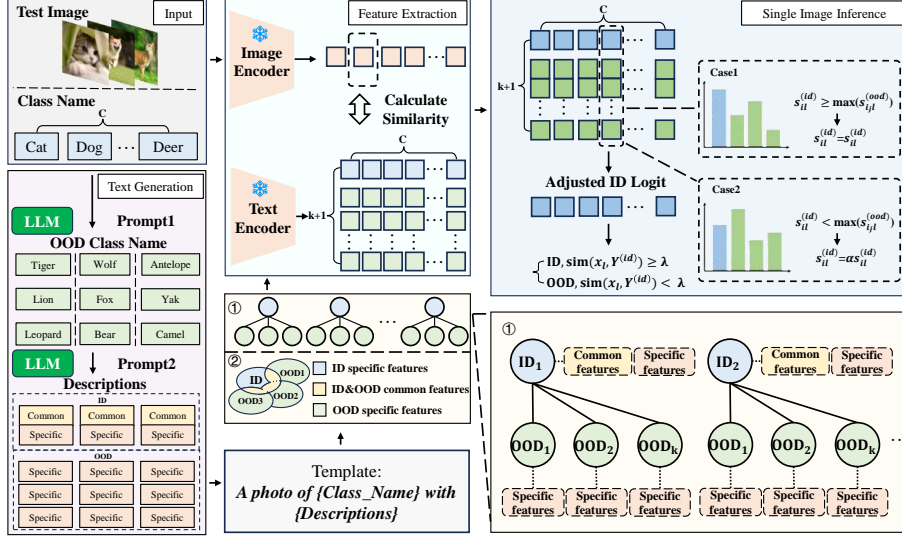 Test Image
Input
Class Name
C
Cat
Dog
...
Deer
Text Generation
LLM
Prompt1
OOD Class Name
Tiger
Wolf
Antelope
Lion
Fox
Yak
Leopard
Bear
Camel
LLM
Prompt2
Descriptions
ID
Common
Common
Common
Specific
Specific
Specific
OOD
Specific
Specific
Specific
Specific
Specific
Specific
Specific
Specific
Specific
Feature Extraction
Image
Encoder
...
Calculate
Similarity
C
Text
Encoder
k+1
...
...
...
...
①
...
②
ID
OOD1
OOD2
OOD3
ID specific features
ID&OOD common features
OOD specific features
Template:
A photo of {Class_Name} with
{Descriptions}
Single Image Inference
C
k+1
...
...
...
...
Adjusted ID Logit
...
ID, sim(x_l, Y^(id)) ≥ λ
OOD, sim(x_l, Y^(id)) < λ
Case1
s_il^(id) ≥ max(s_ijl^(ood))
s_il^(id)=s_il^(id)
Case2
s_il^(id) < max(s_ijl^(ood))
s_il^(id)=αs_il^(id)
①
ID₁
Common
features
Specific
features
ID₂
Common
features
Specific
features
OOD₁
OOD₂
OODₖ
OOD₁
OOD₂
OODₖ
...
Specific
features
Specific
features
Specific
features
Specific
features
Specific
features
Specific
features